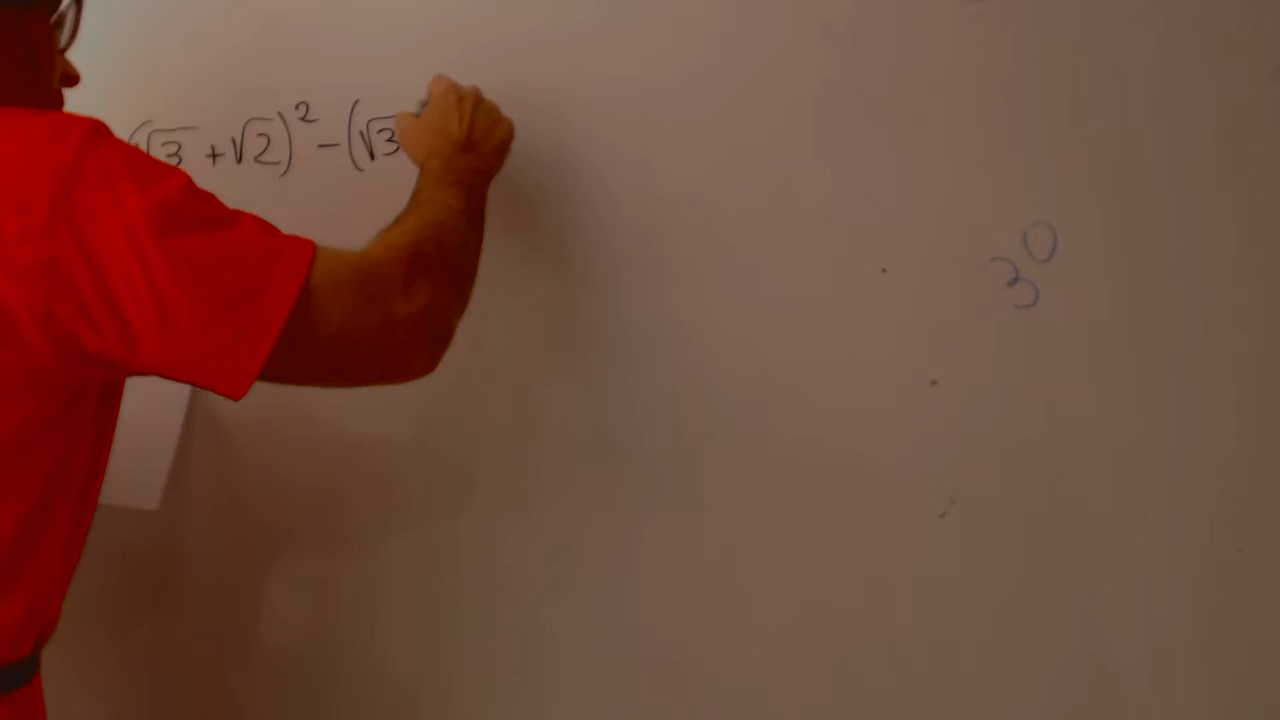 (√3 + √2)² - (√3
3⁰